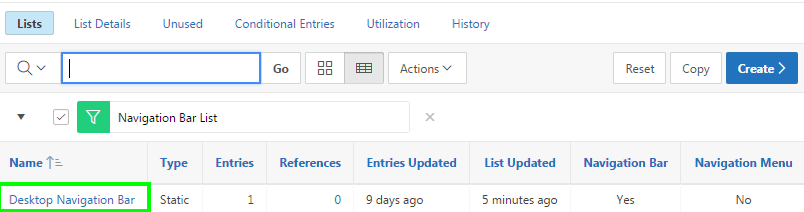 Lists List Details Unused Conditional Entries Utilization History
Go Actions Reset Copy Create
Navigation Bar List
Name Type Entries References Entries Updated List Updated Navigation Bar Navigation Menu
Desktop Navigation Bar Static 1 0 9 days ago 5 minutes ago Yes No